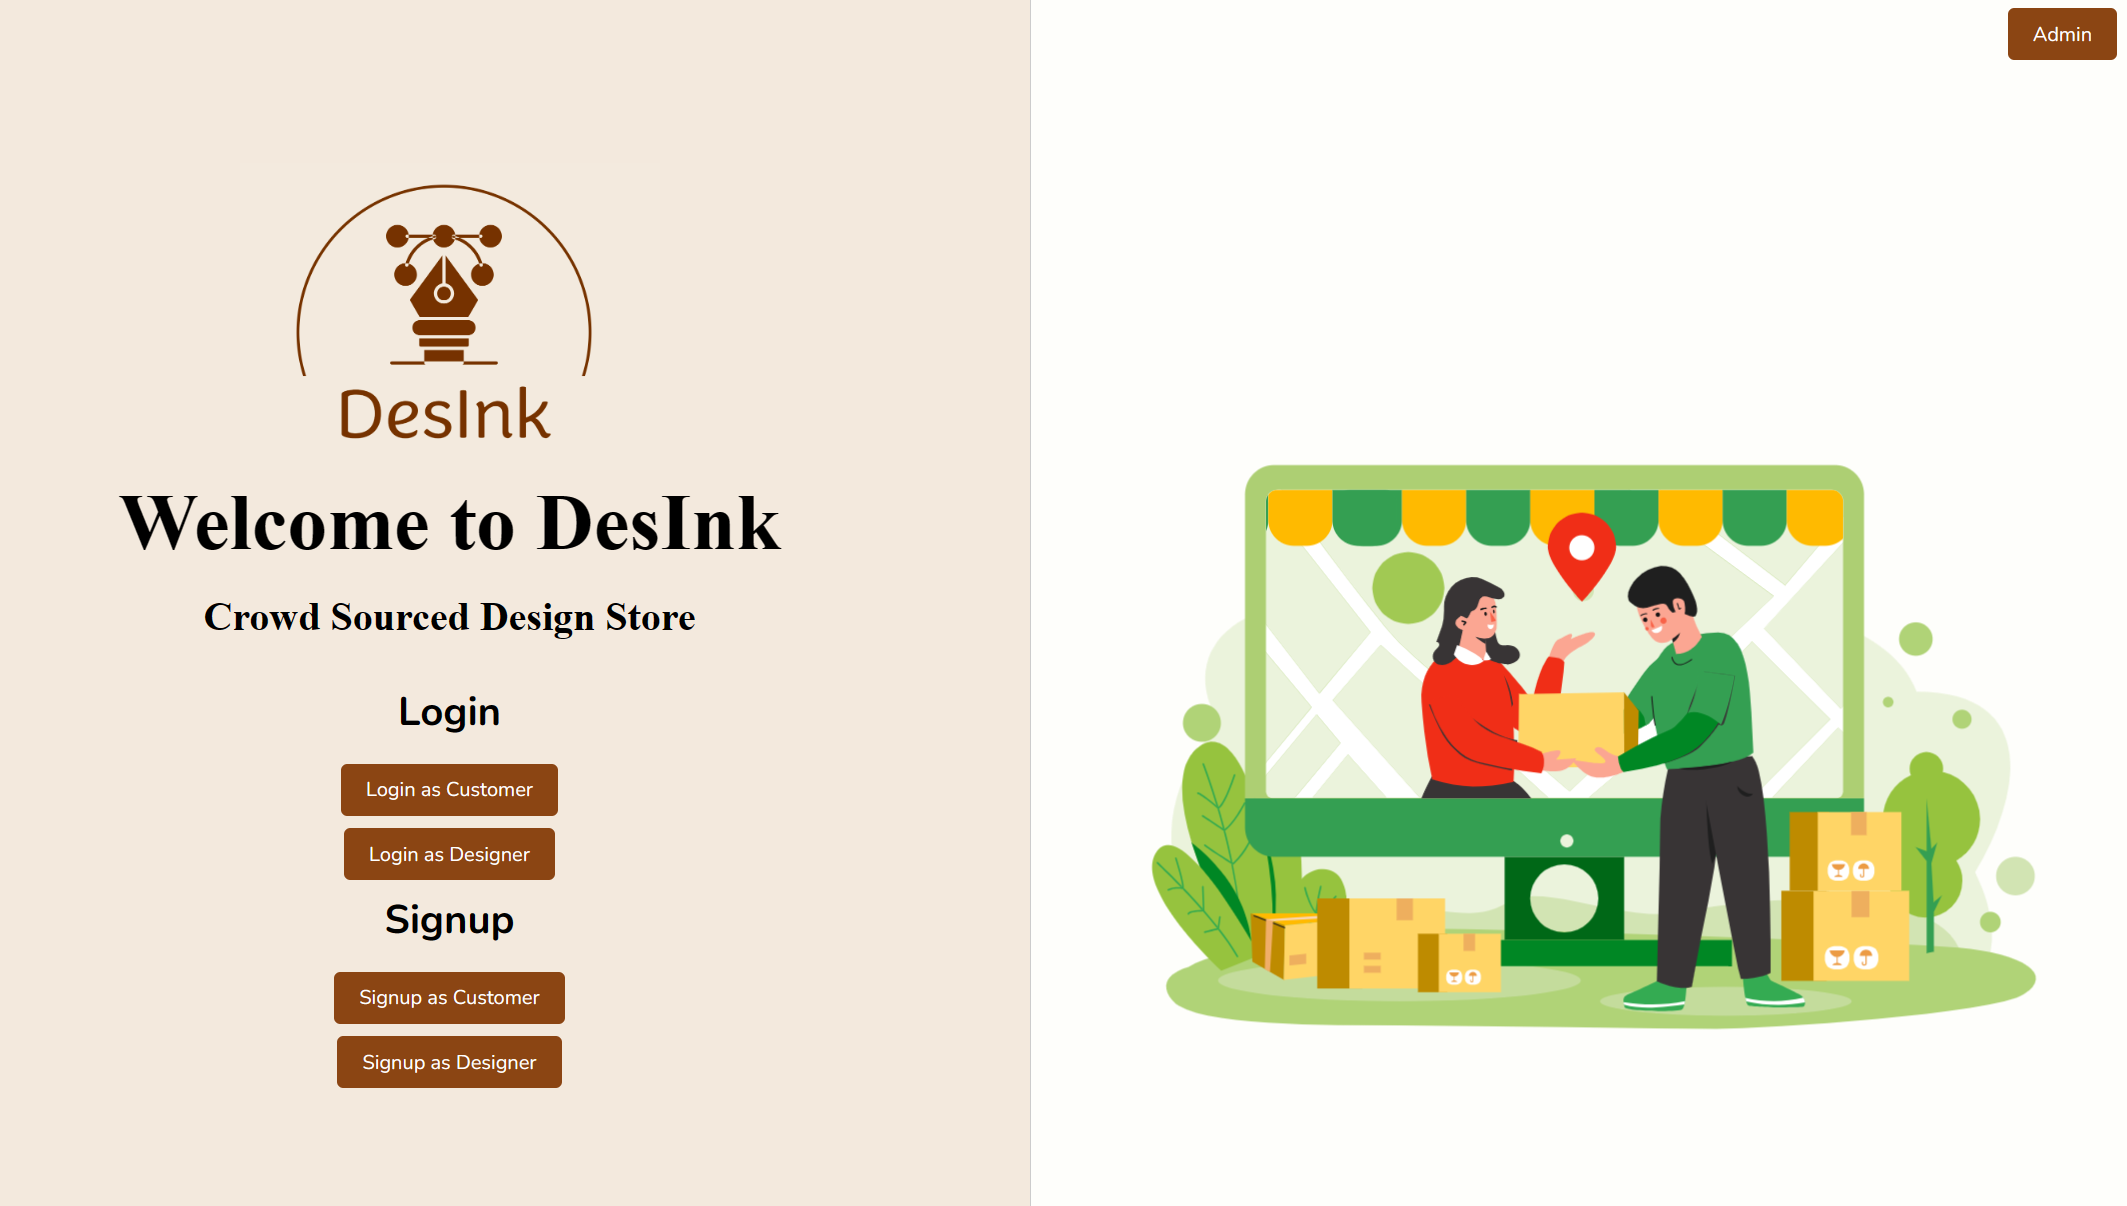 Admin
DesInk
Welcome to DesInk
Crowd Sourced Design Store
Login
Login as Customer
Login as Designer
Signup
Signup as Customer
Signup as Designer